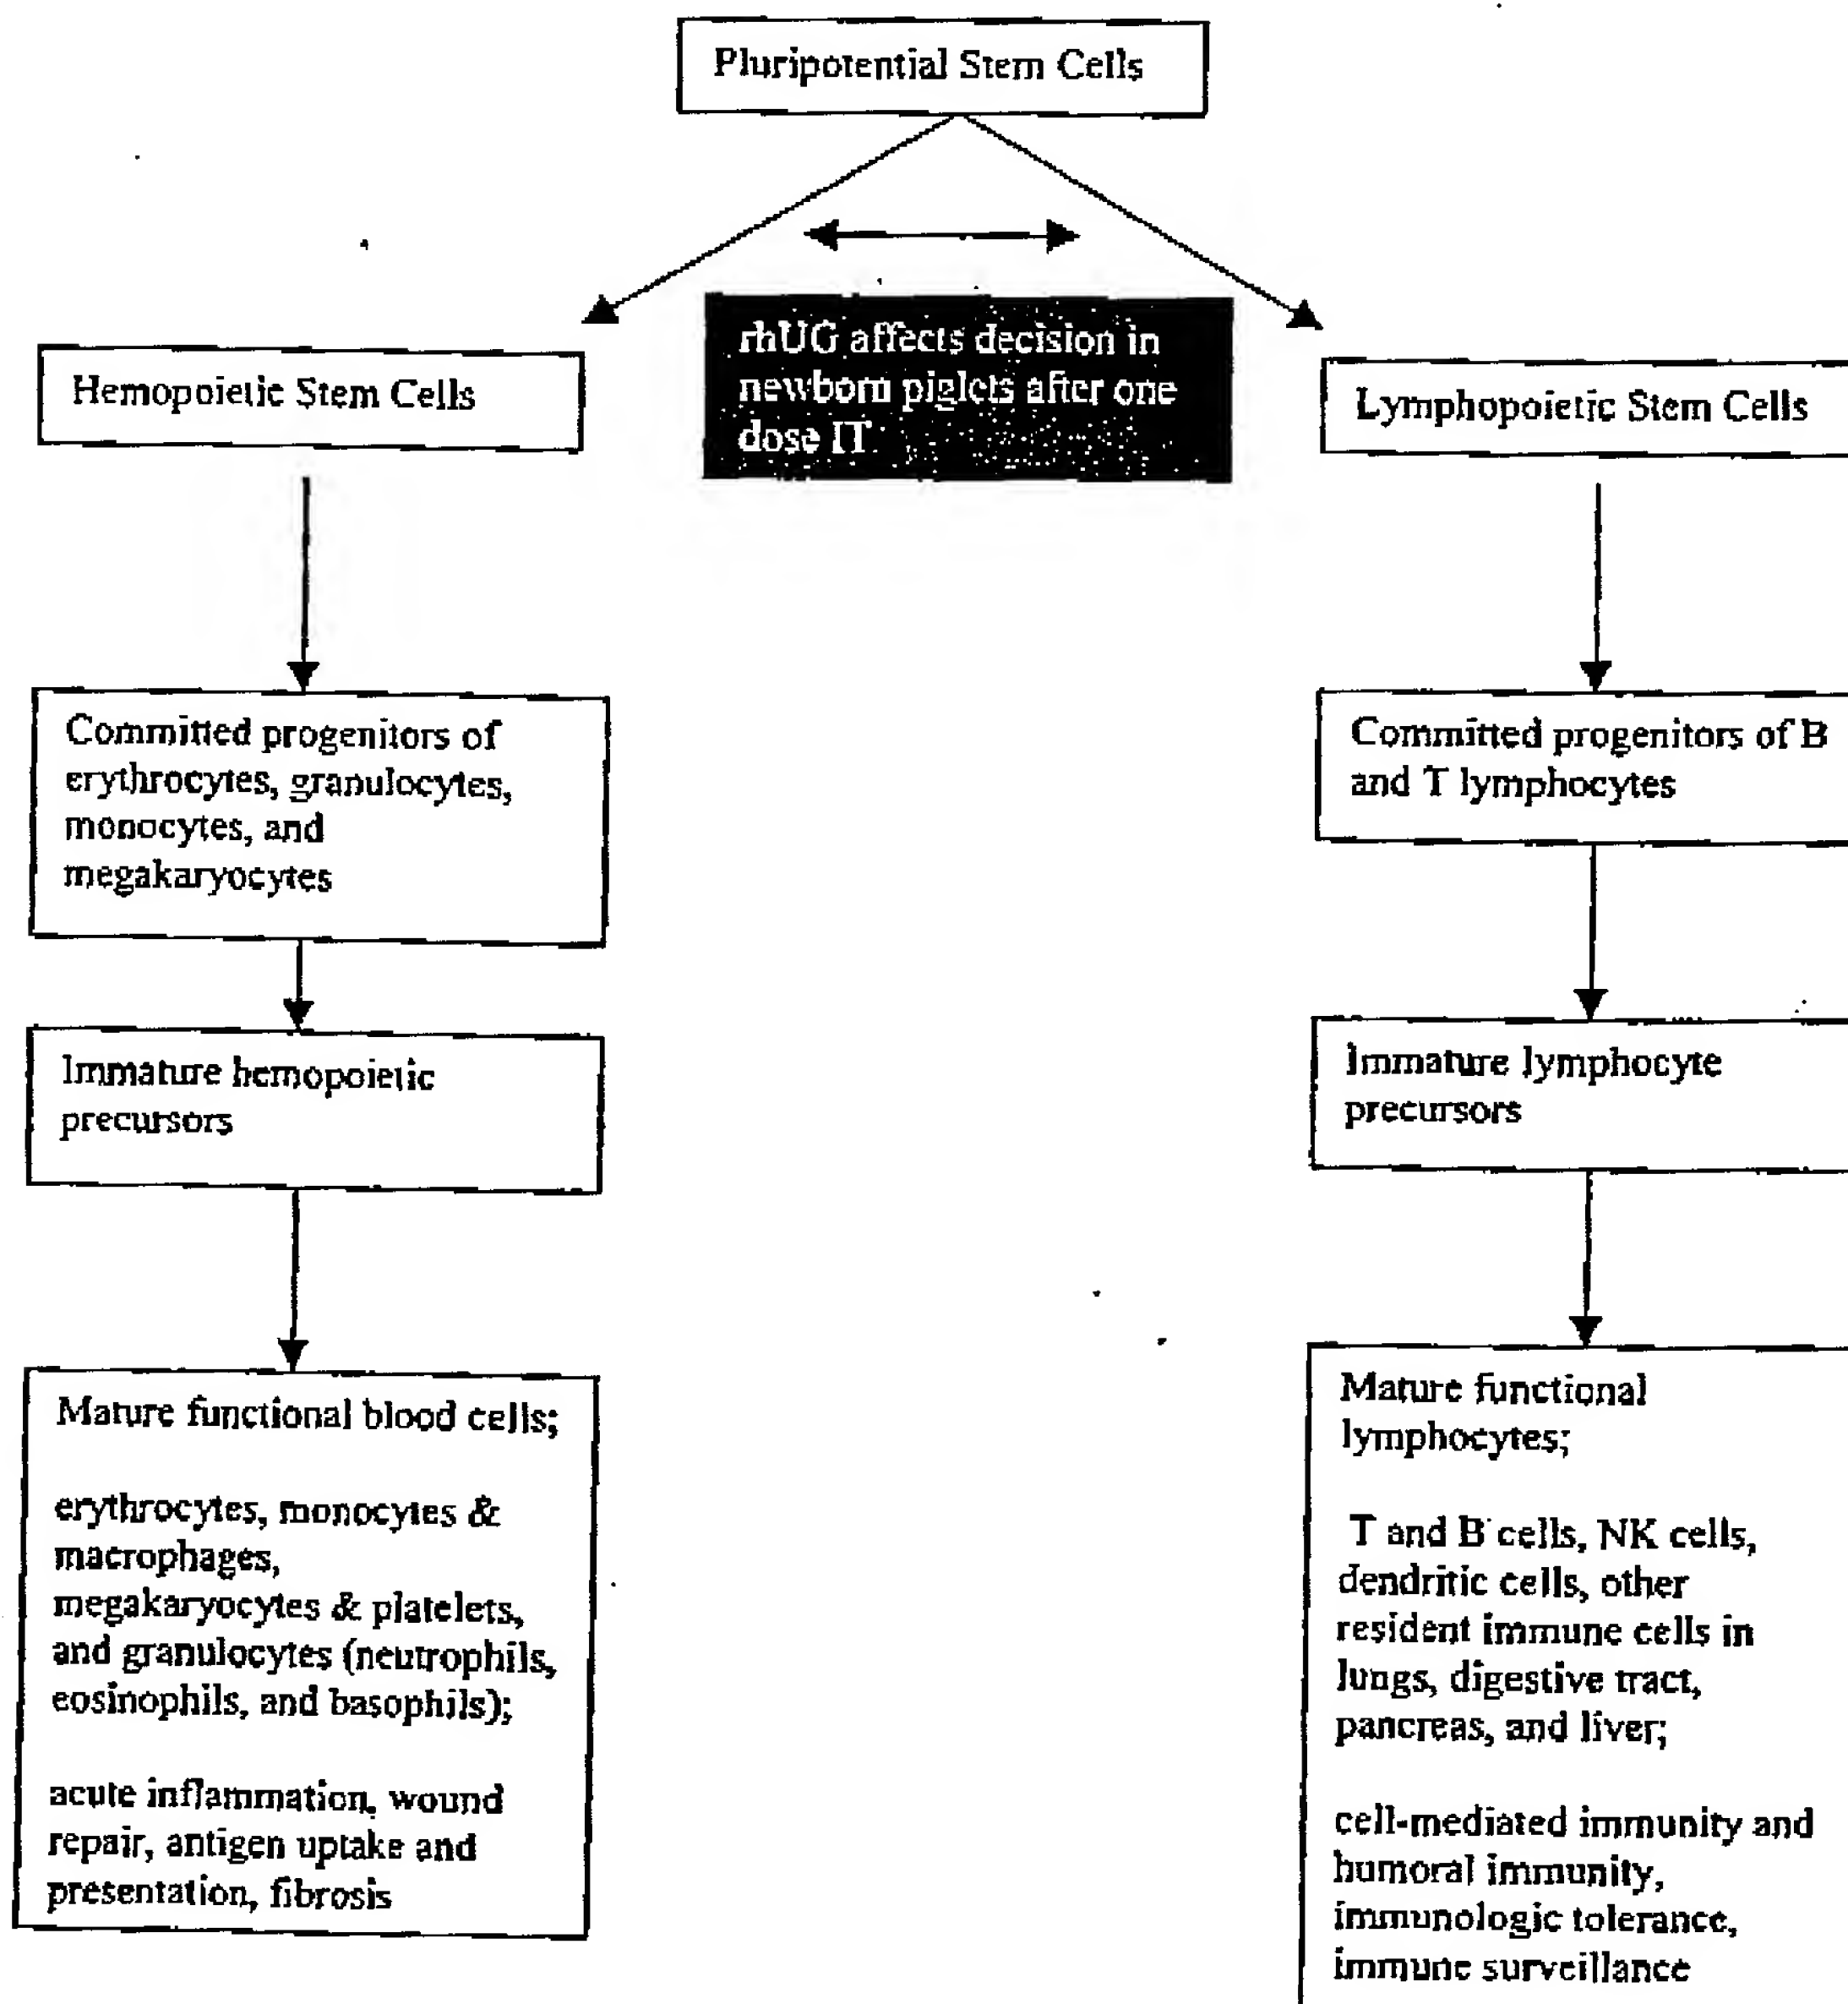 Pluripotential Stem Cells
rhUG affects decision in
newborn piglets after one
dose IT
Hemopoietic Stem Cells
Lymphopoietic Stem Cells
Committed progenitors of
erythrocytes, granulocytes,
monocytes, and
megakaryocytes
Committed progenitors of B
and T lymphocytes
Immature hemopoietic
precursors
Immature lymphocyte
precursors
Mature functional blood cells;
erythrocytes, monocytes &
macrophages,
megakaryocytes & platelets,
and granulocytes (neutrophils,
eosinophils, and basophils);
acute inflammation, wound
repair, antigen uptake and
presentation, fibrosis
Mature functional
lymphocytes;
T and B cells, NK cells,
dendritic cells, other
resident immune cells in
lungs, digestive tract,
pancreas, and liver;
cell-mediated immunity and
humoral immunity,
immunologic tolerance,
immune surveillance